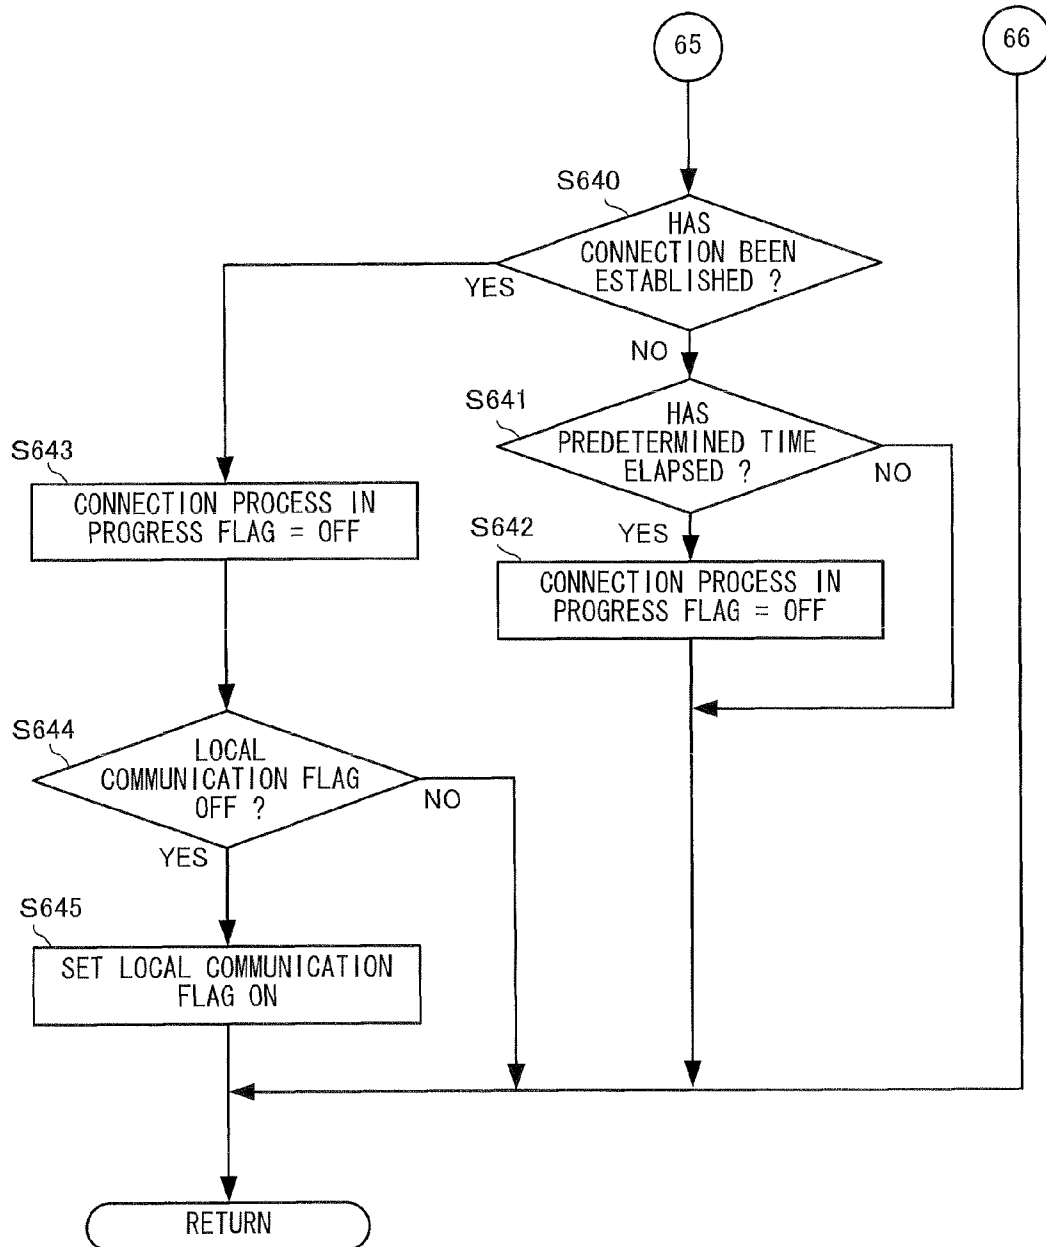 65
66
S640
HAS
CONNECTION BEEN
ESTABLISHED ?
YES
NO
S641
HAS
PREDETERMINED TIME
ELAPSED ?
NO
YES
S643
CONNECTION PROCESS IN
PROGRESS FLAG = OFF
S642
CONNECTION PROCESS IN
PROGRESS FLAG = OFF
S644
LOCAL
COMMUNICATION FLAG
OFF ?
NO
YES
S645
SET LOCAL COMMUNICATION
FLAG ON
RETURN